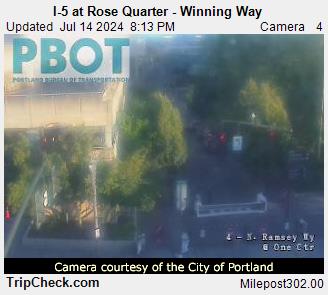 I-5 at Rose Quarter - Winning Way
Updated Jul 14 2024 8:13 PM Camera 4
PBOT
PORTLAND BUREAU OF TRANSPORTATION
4 - N. Ramsey Wy
@ One Ctr
Camera courtesy of the City of Portland
TripCheck.com Milepost302.00